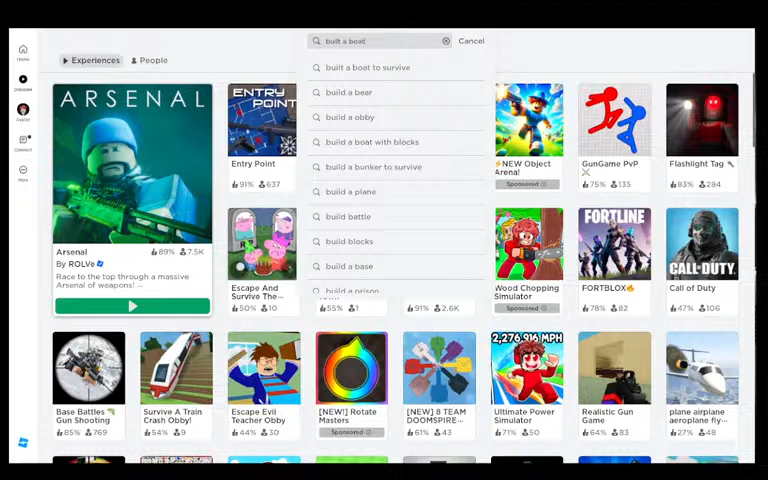 built a boat
Cancel
Home
Experiences
People
built a boat to survive
build a bear
build a obby
build a boat with blocks
build a bunker to survive
build a plane
build battle
build blocks
build a base
build a prison
Avatar
Connect
More
ARSENAL
Arsenal
89% 7.5K
By ROLVe
Race to the top through a massive
Arsenal of weapons! ...
ENTRY
POINT
Entry Point
91% 637
NEW Object
Arena!
Sponsored
GunGame PvP
75% 135
Flashlight Tag
83% 284
Escape And
Survive The...
50% 10
55% 1
91% 2.6K
Wood Chopping
Simulator
Sponsored
FORTLINE
FORTBLOX
78% 82
CALL·DUTY
Call of Duty
47% 106
Base Battles
Gun Shooting
85% 769
Survive A Train
Crash Obby!
54% 9
Escape Evil
Teacher Obby
44% 30
[NEW!] Rotate
Masters
Sponsored
[NEW] 8 TEAM
DOOMSPIRE...
61% 43
2,276,916 MPH
Ultimate Power
Simulator
71% 50
Realistic Gun
Game
64% 83
plane airplane
aeroplane fly...
27% 48